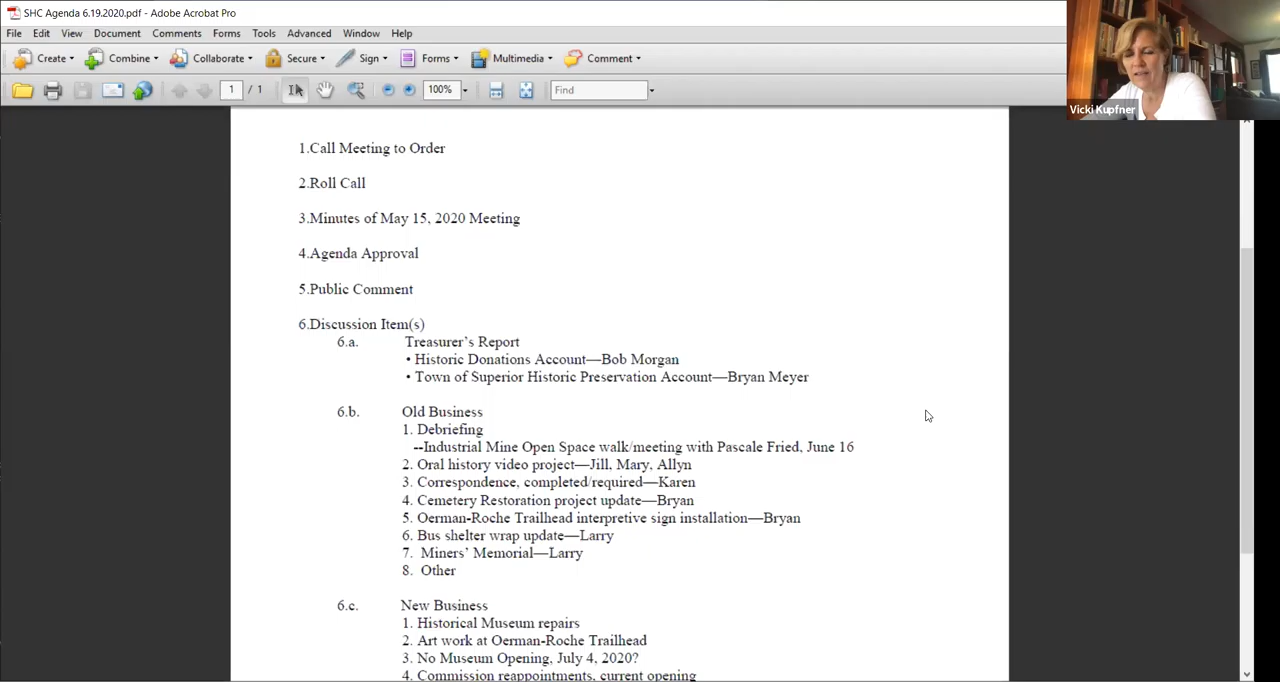 SHC Agenda 6.19.2020.pdf - Adobe Acrobat Pro
File Edit View Document Comments Forms Tools Advanced Window Help
Create Combine Collaborate Secure Sign Forms Multimedia Comment
1 / 1 100% Find
Vicki Kupfner
1.Call Meeting to Order
2.Roll Call
3.Minutes of May 15, 2020 Meeting
4.Agenda Approval
5.Public Comment
6.Discussion Item(s)
6.a. Treasurer's Report
• Historic Donations Account—Bob Morgan
• Town of Superior Historic Preservation Account—Bryan Meyer
6.b. Old Business
1. Debriefing
--Industrial Mine Open Space walk/meeting with Pascale Fried, June 16
2. Oral history video project—Jill, Mary, Allyn
3. Correspondence, completed/required—Karen
4. Cemetery Restoration project update—Bryan
5. Oerman-Roche Trailhead interpretive sign installation—Bryan
6. Bus shelter wrap update—Larry
7. Miners' Memorial—Larry
8. Other
6.c. New Business
1. Historical Museum repairs
2. Art work at Oerman-Roche Trailhead
3. No Museum Opening, July 4, 2020?
4. Commission reappointments, current opening